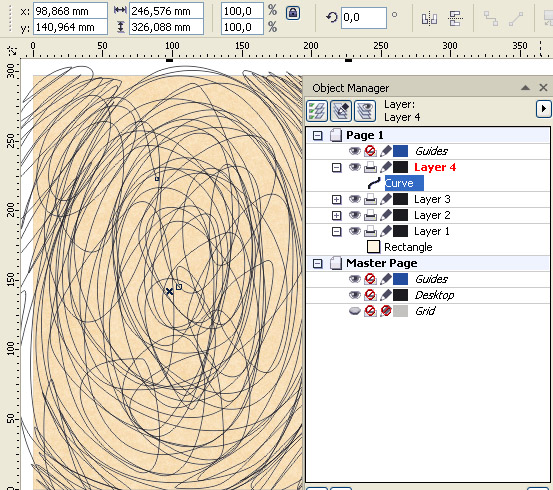 x: 98,868 mm 246,576 mm 100,0 % 0,0 °
y: 140,964 mm 326,088 mm 100,0 %
0 50 100 150 200 250 300 350
300
250
200
150
100
50
0
Object Manager
Layer:
Layer 4
Page 1
Guides
Layer 4
Curve
Layer 3
Layer 2
Layer 1
Rectangle
Master Page
Guides
Desktop
Grid